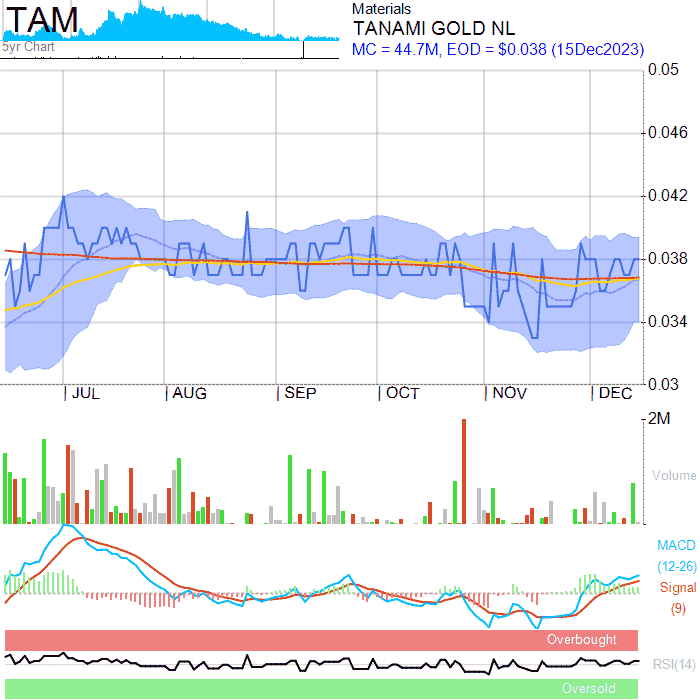 TAM
5yr Chart
Materials
TANAMI GOLD NL
MC = 44.7M, EOD = $0.038 (15Dec2023)
0.05
0.046
0.042
0.038
0.034
0.03
JUL AUG SEP OCT NOV DEC
2M
Volume
MACD
(12-26)
Signal
(9)
Overbought
RSI(14)
Oversold